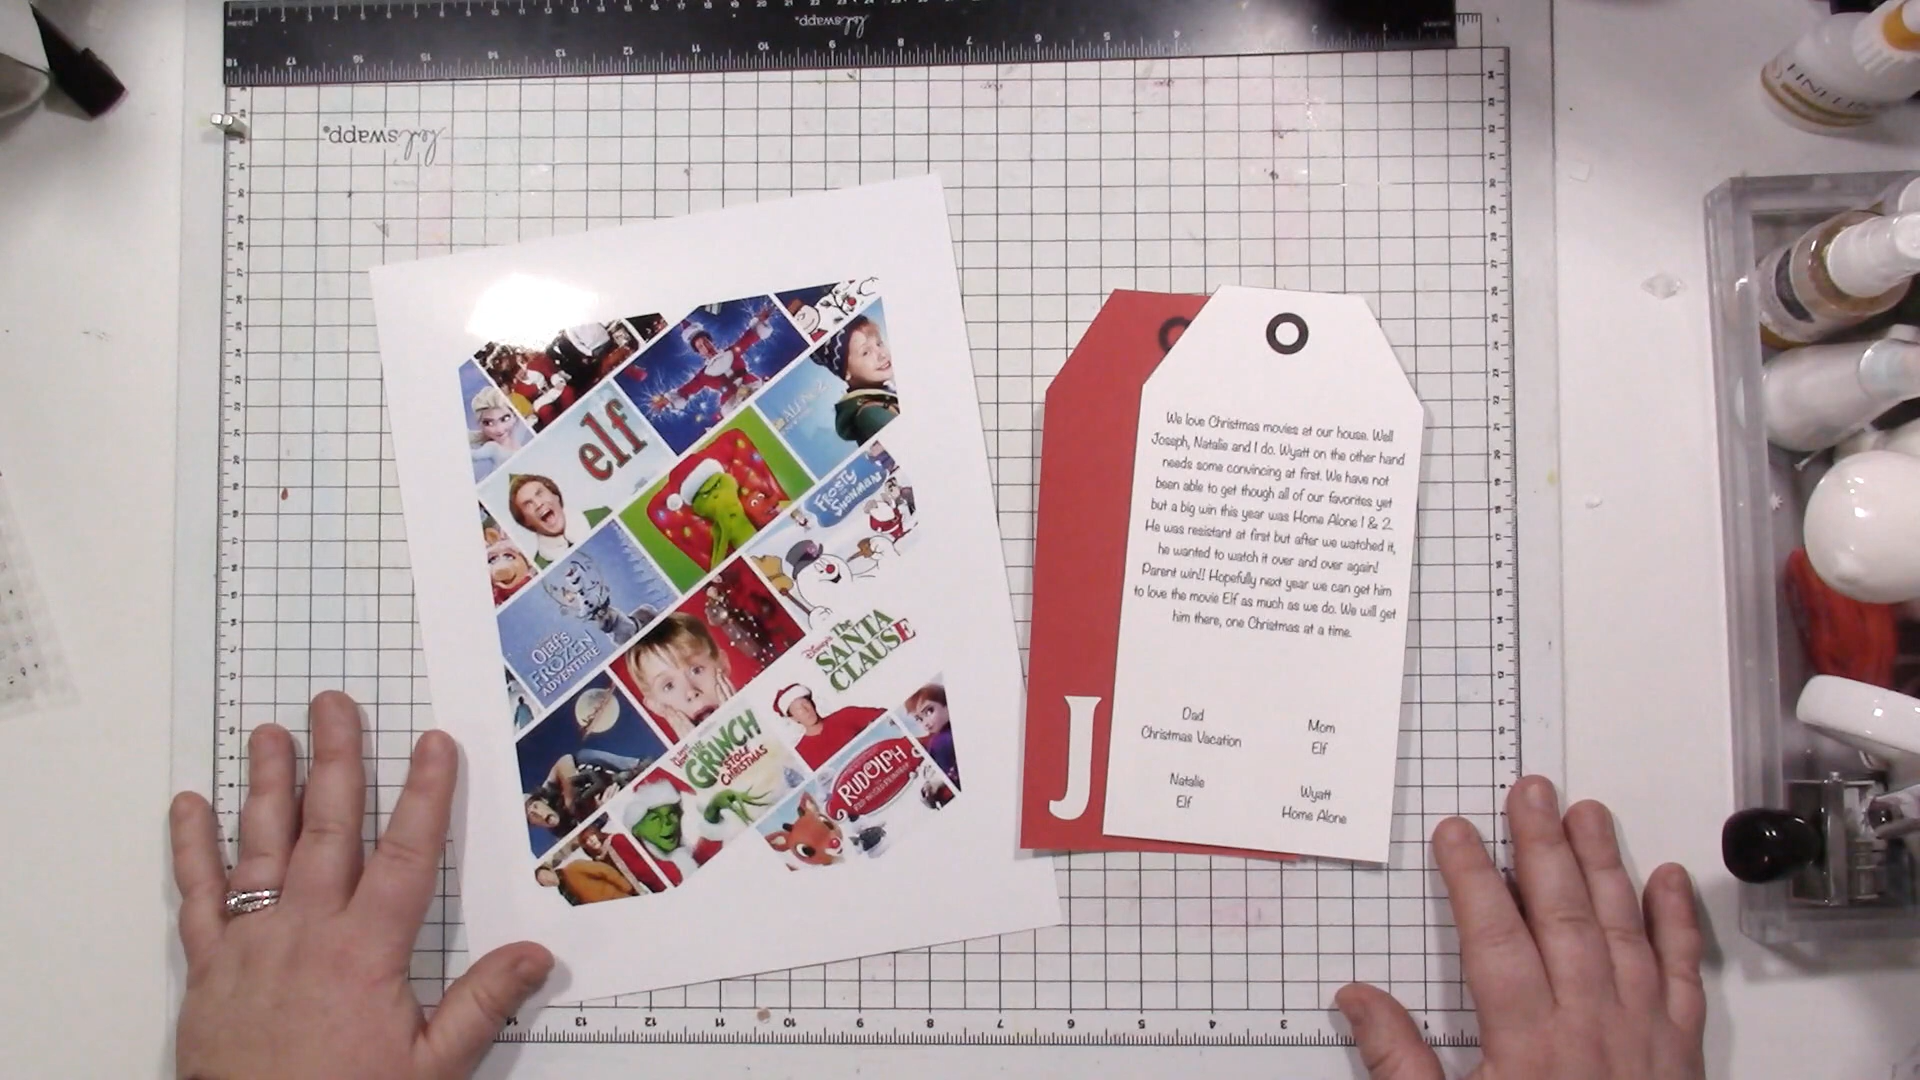 heidi swapp®
heidi swapp®
elf
FROSTY
the SNOWMAN
OLAF'S
FROZEN
ADVENTURE
Disney's
The
SANTA
CLAUSE
GRINCH
STOLE
CHRISTMAS
RUDOLPH
J
We love Christmas movies at our house. Well
Joseph, Natalie and I do. Wyatt on the other hand
needs some convincing at first. We have not
been able to get though all of our favorites yet
but a big win this year was Home Alone 1 & 2.
He was resistant at first but after we watched it,
he wanted to watch it over and over again!
Parent win!! Hopefully next year we can get him
to love the movie Elf as much as we do. We will get
him there, one Christmas at a time.
Dad
Christmas Vacation
Mom
Elf
Natalie
Elf
Wyatt
Home Alone